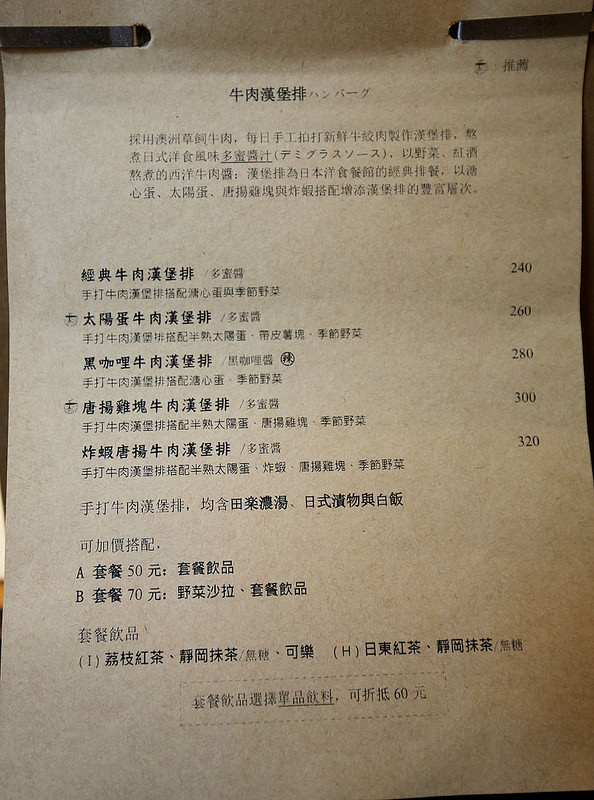 推薦
牛肉漢堡排 ハンバーグ
採用澳洲草飼牛肉，每日手工拍打新鮮牛絞肉製作漢堡排，熬
煮日式洋食風味多蜜醬汁(デミグラスソース)，以野菜、紅酒
熬煮的西洋牛肉醬；漢堡排為日本洋食餐館的經典排餐，以溏
心蛋、太陽蛋、唐揚雞塊與炸蝦搭配增添漢堡排的豐富層次。
經典牛肉漢堡排 /多蜜醬 240
手打牛肉漢堡排搭配溏心蛋與季節野菜
太陽蛋牛肉漢堡排 /多蜜醬 260
手打牛肉漢堡排搭配半熟太陽蛋、帶皮薯塊、季節野菜
黑咖哩牛肉漢堡排 /黑咖哩醬 辣 280
手打牛肉漢堡排搭配溏心蛋、季節野菜
唐揚雞塊牛肉漢堡排 /多蜜醬 300
手打牛肉漢堡排搭配半熟太陽蛋、唐揚雞塊、季節野菜
炸蝦唐揚牛肉漢堡排 /多蜜醬 320
手打牛肉漢堡排搭配半熟太陽蛋、炸蝦、唐揚雞塊、季節野菜
手打牛肉漢堡排，均含田楽濃湯、日式漬物與白飯
可加價搭配，
A 套餐 50 元：套餐飲品
B 套餐 70 元：野菜沙拉、套餐飲品
套餐飲品
(I) 荔枝紅茶、靜岡抹茶/無糖、可樂 (H) 日東紅茶、靜岡抹茶/無糖
套餐飲品選擇單品飲料，可折抵 60 元